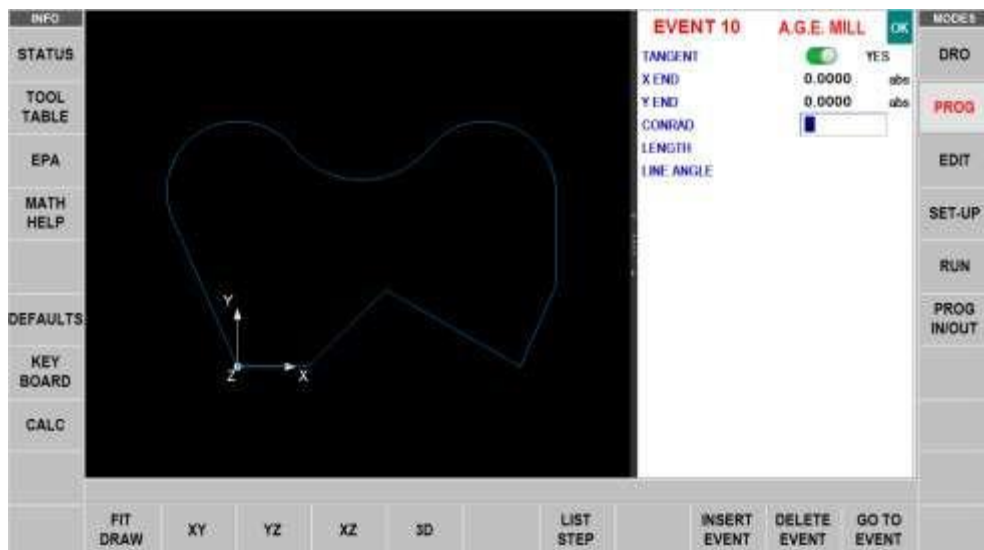 INFO
STATUS
TOOL
TABLE
EPA
MATH
HELP
DEFAULTS
KEY
BOARD
CALC
Y
Z
X
EVENT 10 A.G.E. MILL OK
TANGENT YES
X END 0.0000 abs
Y END 0.0000 abs
CONRAD
LENGTH
LINE ANGLE
MODES
DRO
PROG
EDIT
SET-UP
RUN
PROG
IN/OUT
FIT
DRAW
XY
YZ
XZ
3D
LIST
STEP
INSERT
EVENT
DELETE
EVENT
GO TO
EVENT